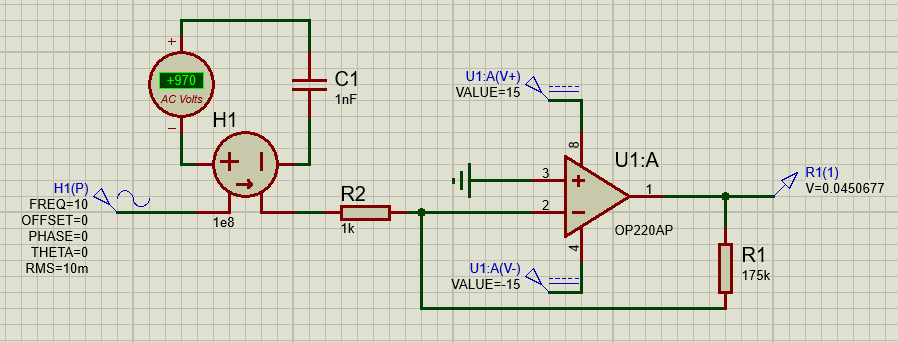 +
+970
AC Volts
−
C1
1nF
H1
+
1e8
H1(P)
FREQ=10
OFFSET=0
PHASE=0
THETA=0
RMS=10m
R2
1k
U1:A(V+)
VALUE=15
8
U1:A
3
+
2
−
1
4
OP220AP
U1:A(V-)
VALUE=-15
R1(1)
V=0.0450677
R1
175k